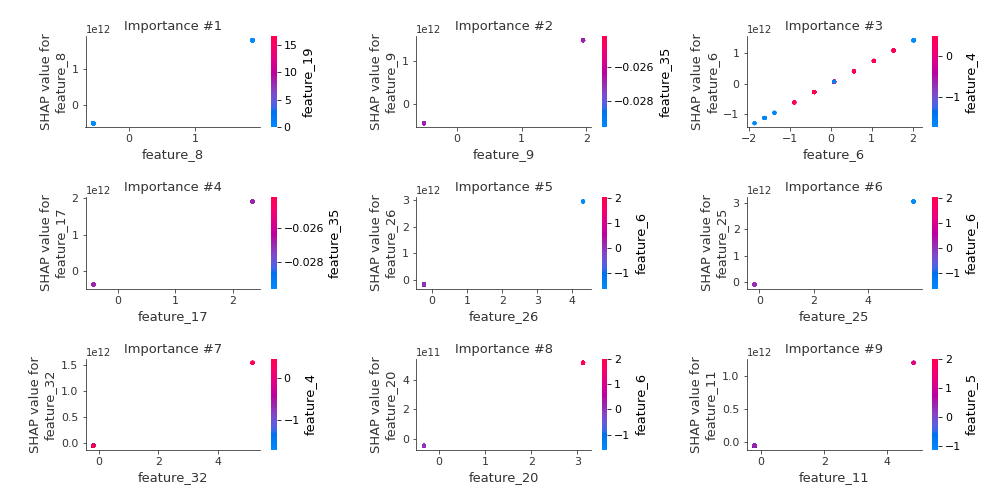 Importance #1
1e12
SHAP value for
feature_8
1
0
0
1
feature_8
15
10
5
0
feature_19
Importance #2
1e12
SHAP value for
feature_9
1
0
0
1
2
feature_9
−0.026
−0.028
feature_35
Importance #3
1e12
SHAP value for
feature_6
1
0
−1
−2
−1
0
1
2
feature_6
0
−1
feature_4
Importance #4
1e12
SHAP value for
feature_17
2
0
0
1
2
feature_17
−0.026
−0.028
feature_35
Importance #5
1e12
SHAP value for
feature_26
3
2
1
0
0
1
2
3
4
feature_26
2
1
0
−1
feature_6
Importance #6
1e12
SHAP value for
feature_25
3
2
1
0
0
2
4
feature_25
2
1
0
−1
feature_6
Importance #7
1e12
SHAP value for
feature_32
1.5
1.0
0.5
0.0
0
2
4
feature_32
0
−1
feature_4
Importance #8
1e11
SHAP value for
feature_20
4
2
0
0
1
2
3
feature_20
2
1
0
−1
feature_6
Importance #9
1e12
SHAP value for
feature_11
1.0
0.5
0.0
0
2
4
feature_11
2
1
0
−1
feature_5